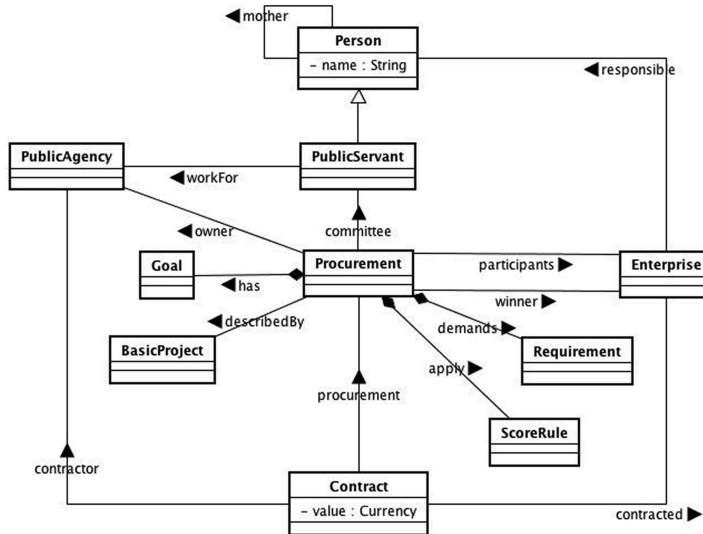 mother
Person
- name : String
responsible
PublicAgency
PublicServant
workFor
owner
committee
Goal
Procurement
participants
Enterprise
has
winner
describedBy
demands
BasicProject
Requirement
apply
procurement
ScoreRule
contractor
Contract
- value : Currency
contracted